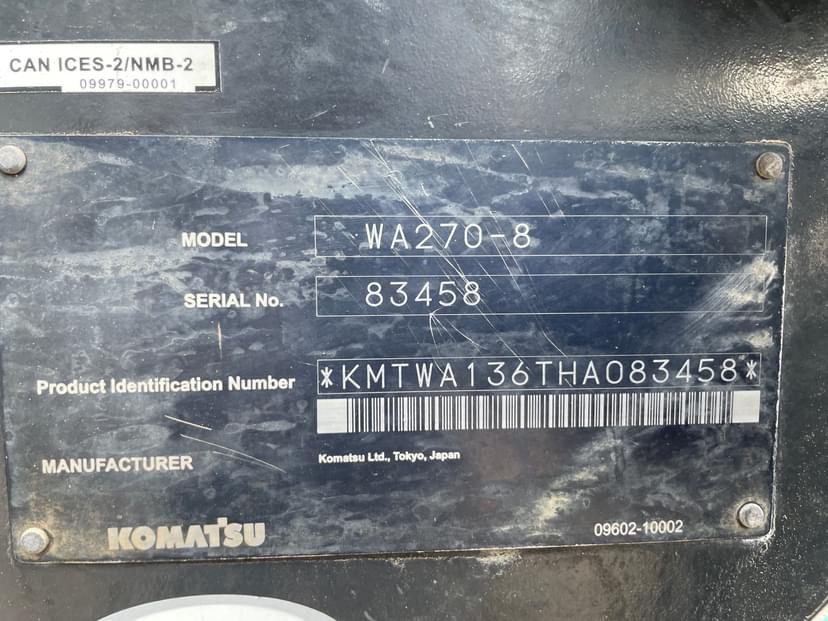 CAN ICES-2/NMB-2
09979-00001
MODEL WA270-8
SERIAL No. 83458
Product Identification Number *KMTWA136THA083458*
MANUFACTURER Komatsu Ltd., Tokyo, Japan
KOMATSU 09602-10002